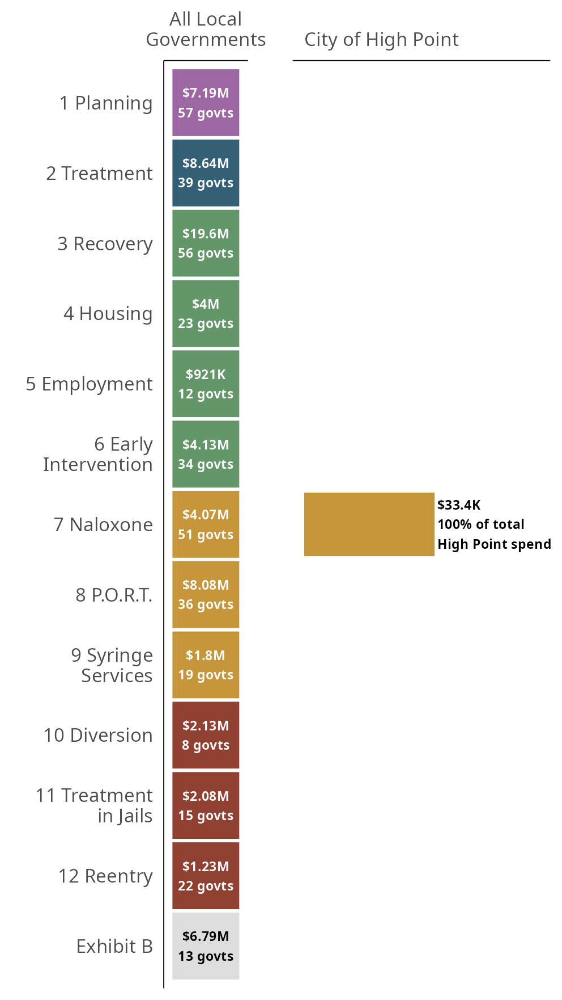 All Local
Governments
City of High Point
1 Planning
$7.19M
57 govts
2 Treatment
$8.64M
39 govts
3 Recovery
$19.6M
56 govts
4 Housing
$4M
23 govts
5 Employment
$921K
12 govts
6 Early
Intervention
$4.13M
34 govts
7 Naloxone
$4.07M
51 govts
$33.4K
100% of total
High Point spend
8 P.O.R.T.
$8.08M
36 govts
9 Syringe
Services
$1.8M
19 govts
10 Diversion
$2.13M
8 govts
11 Treatment
in Jails
$2.08M
15 govts
12 Reentry
$1.23M
22 govts
Exhibit B
$6.79M
13 govts